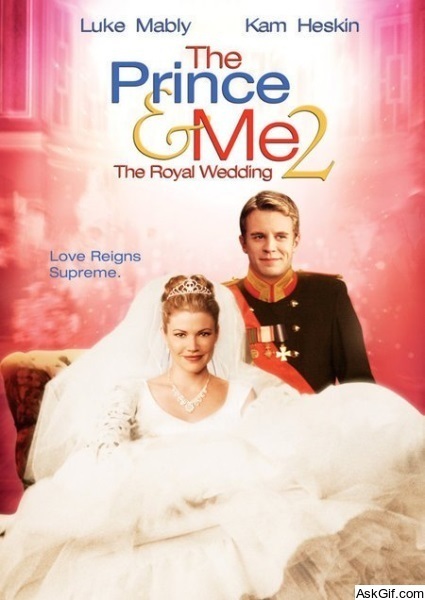 Luke Mably Kam Heskin
The
Prince
& Me 2
The Royal Wedding
Love Reigns
Supreme.
AskGif.com